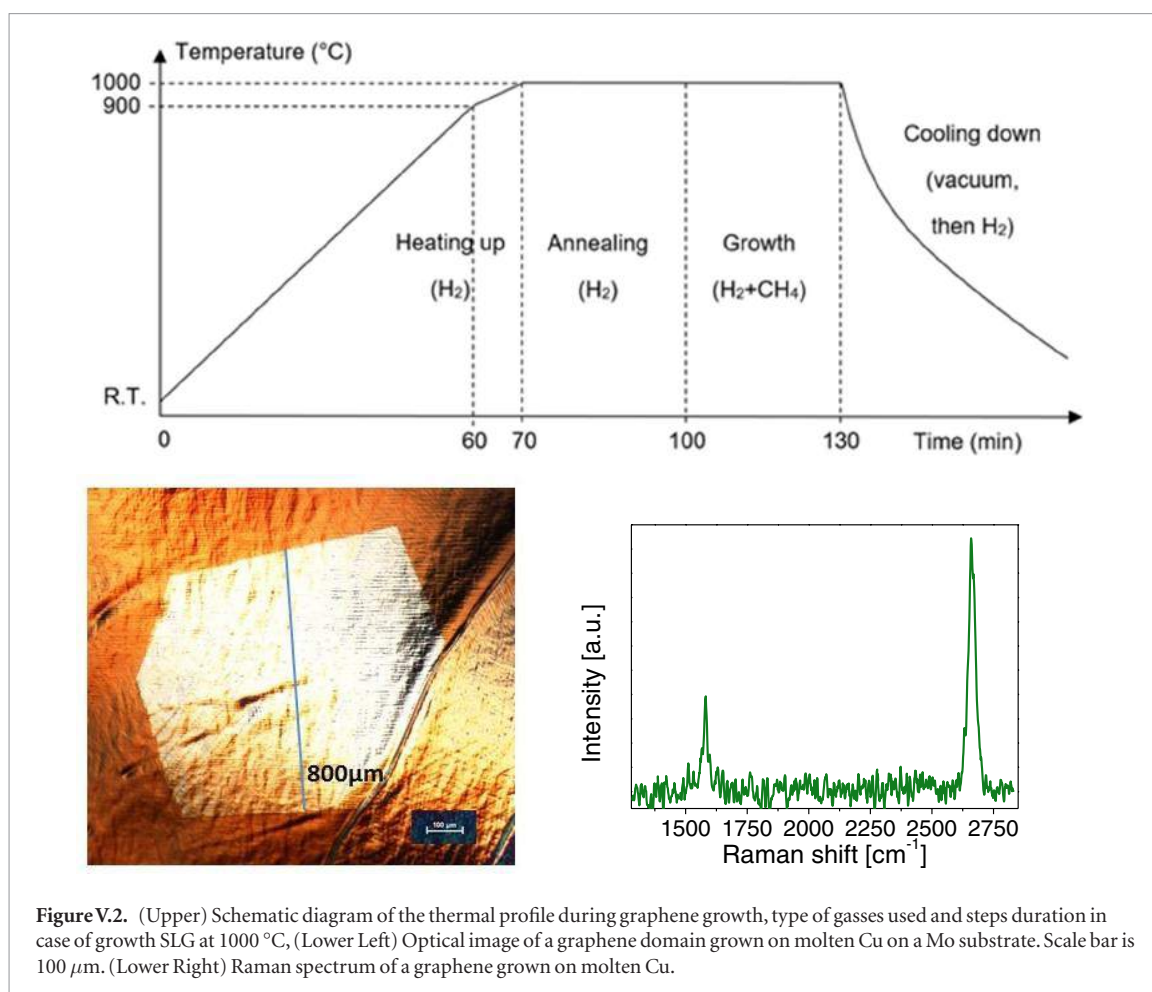 Temperature (°C)
1000
900
Cooling down
(vacuum,
then H₂)
Heating up
(H₂)
Annealing
(H₂)
Growth
(H₂+CH₄)
R.T.
0
60
70
100
130
Time (min)
800μm
100 μm
Intensity [a.u.]
1500 1750 2000 2250 2500 2750
Raman shift [cm⁻¹]
Figure V.2. (Upper) Schematic diagram of the thermal profile during graphene growth, type of gasses used and steps duration in
case of growth SLG at 1000 °C, (Lower Left) Optical image of a graphene domain grown on molten Cu on a Mo substrate. Scale bar is
100 μm. (Lower Right) Raman spectrum of a graphene grown on molten Cu.